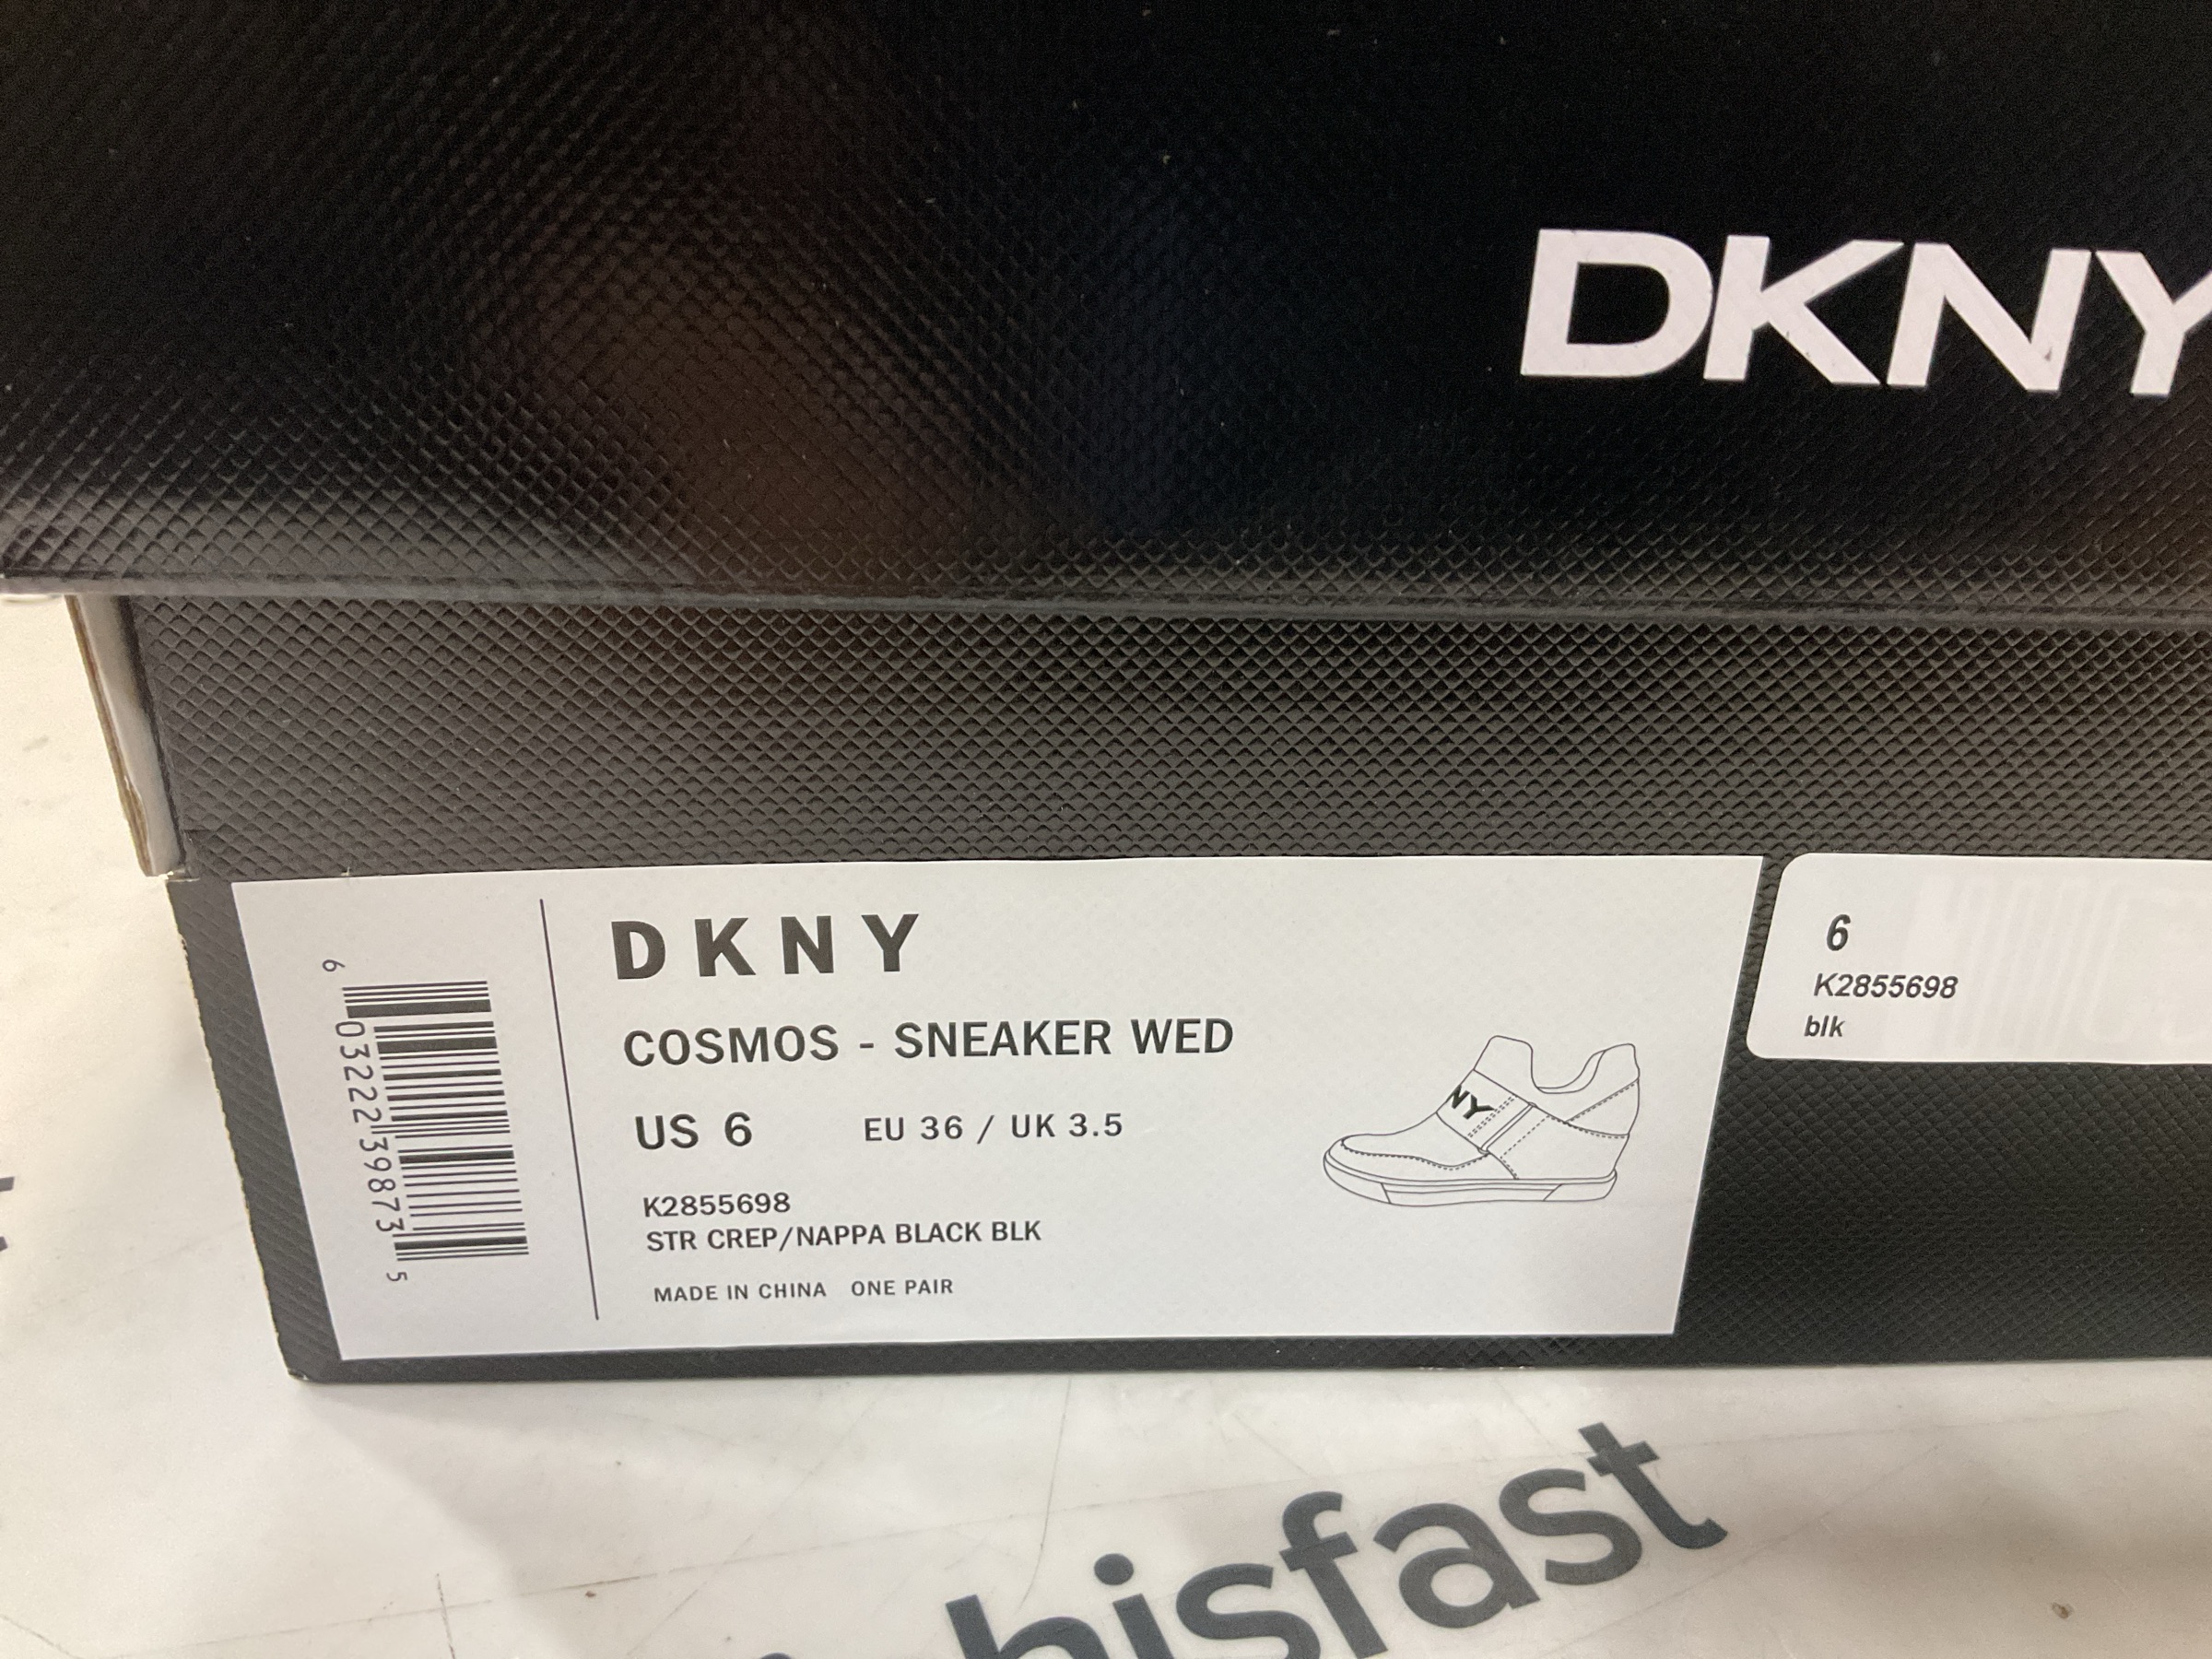 DKNY
DKNY
COSMOS - SNEAKER WED
US 6 EU 36 / UK 3.5
K2855698
STR CREP/NAPPA BLACK BLK
MADE IN CHINA ONE PAIR
6 03222 39873 5
NY
6
K2855698
blk
hisfast